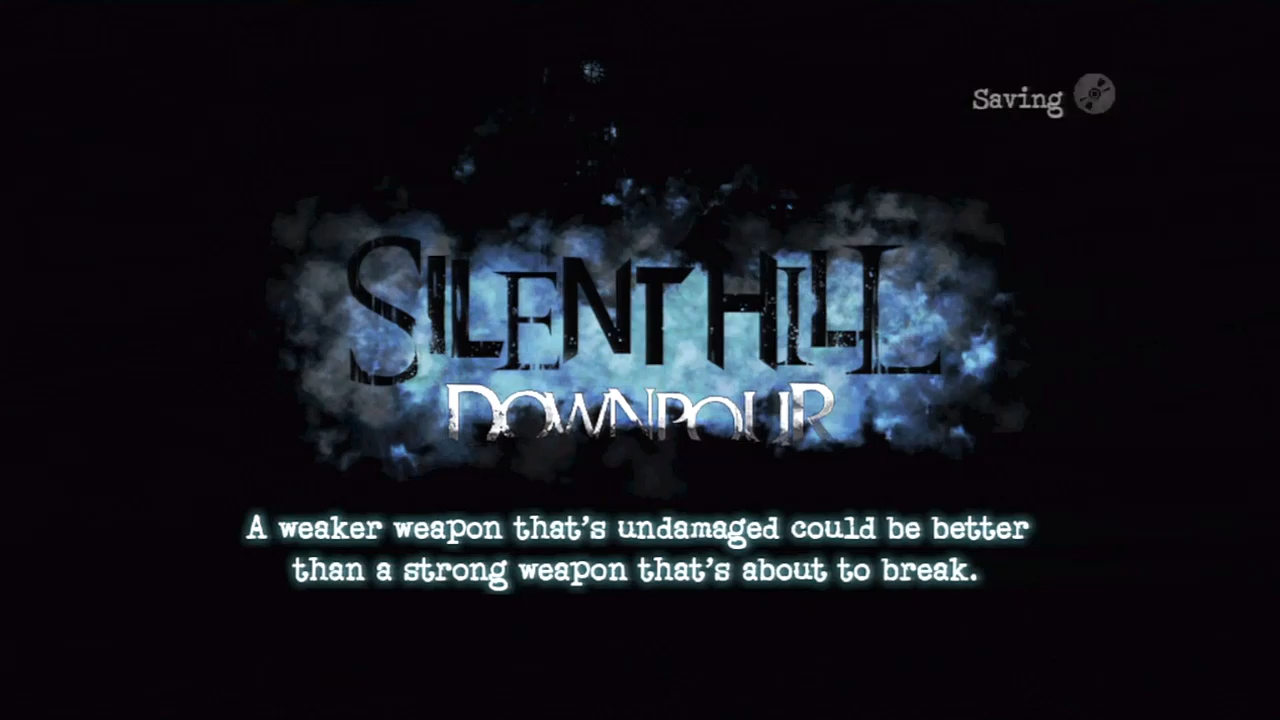 Saving
SILENT HILL
DOWNPOUR
A weaker weapon that's undamaged could be better
than a strong weapon that's about to break.